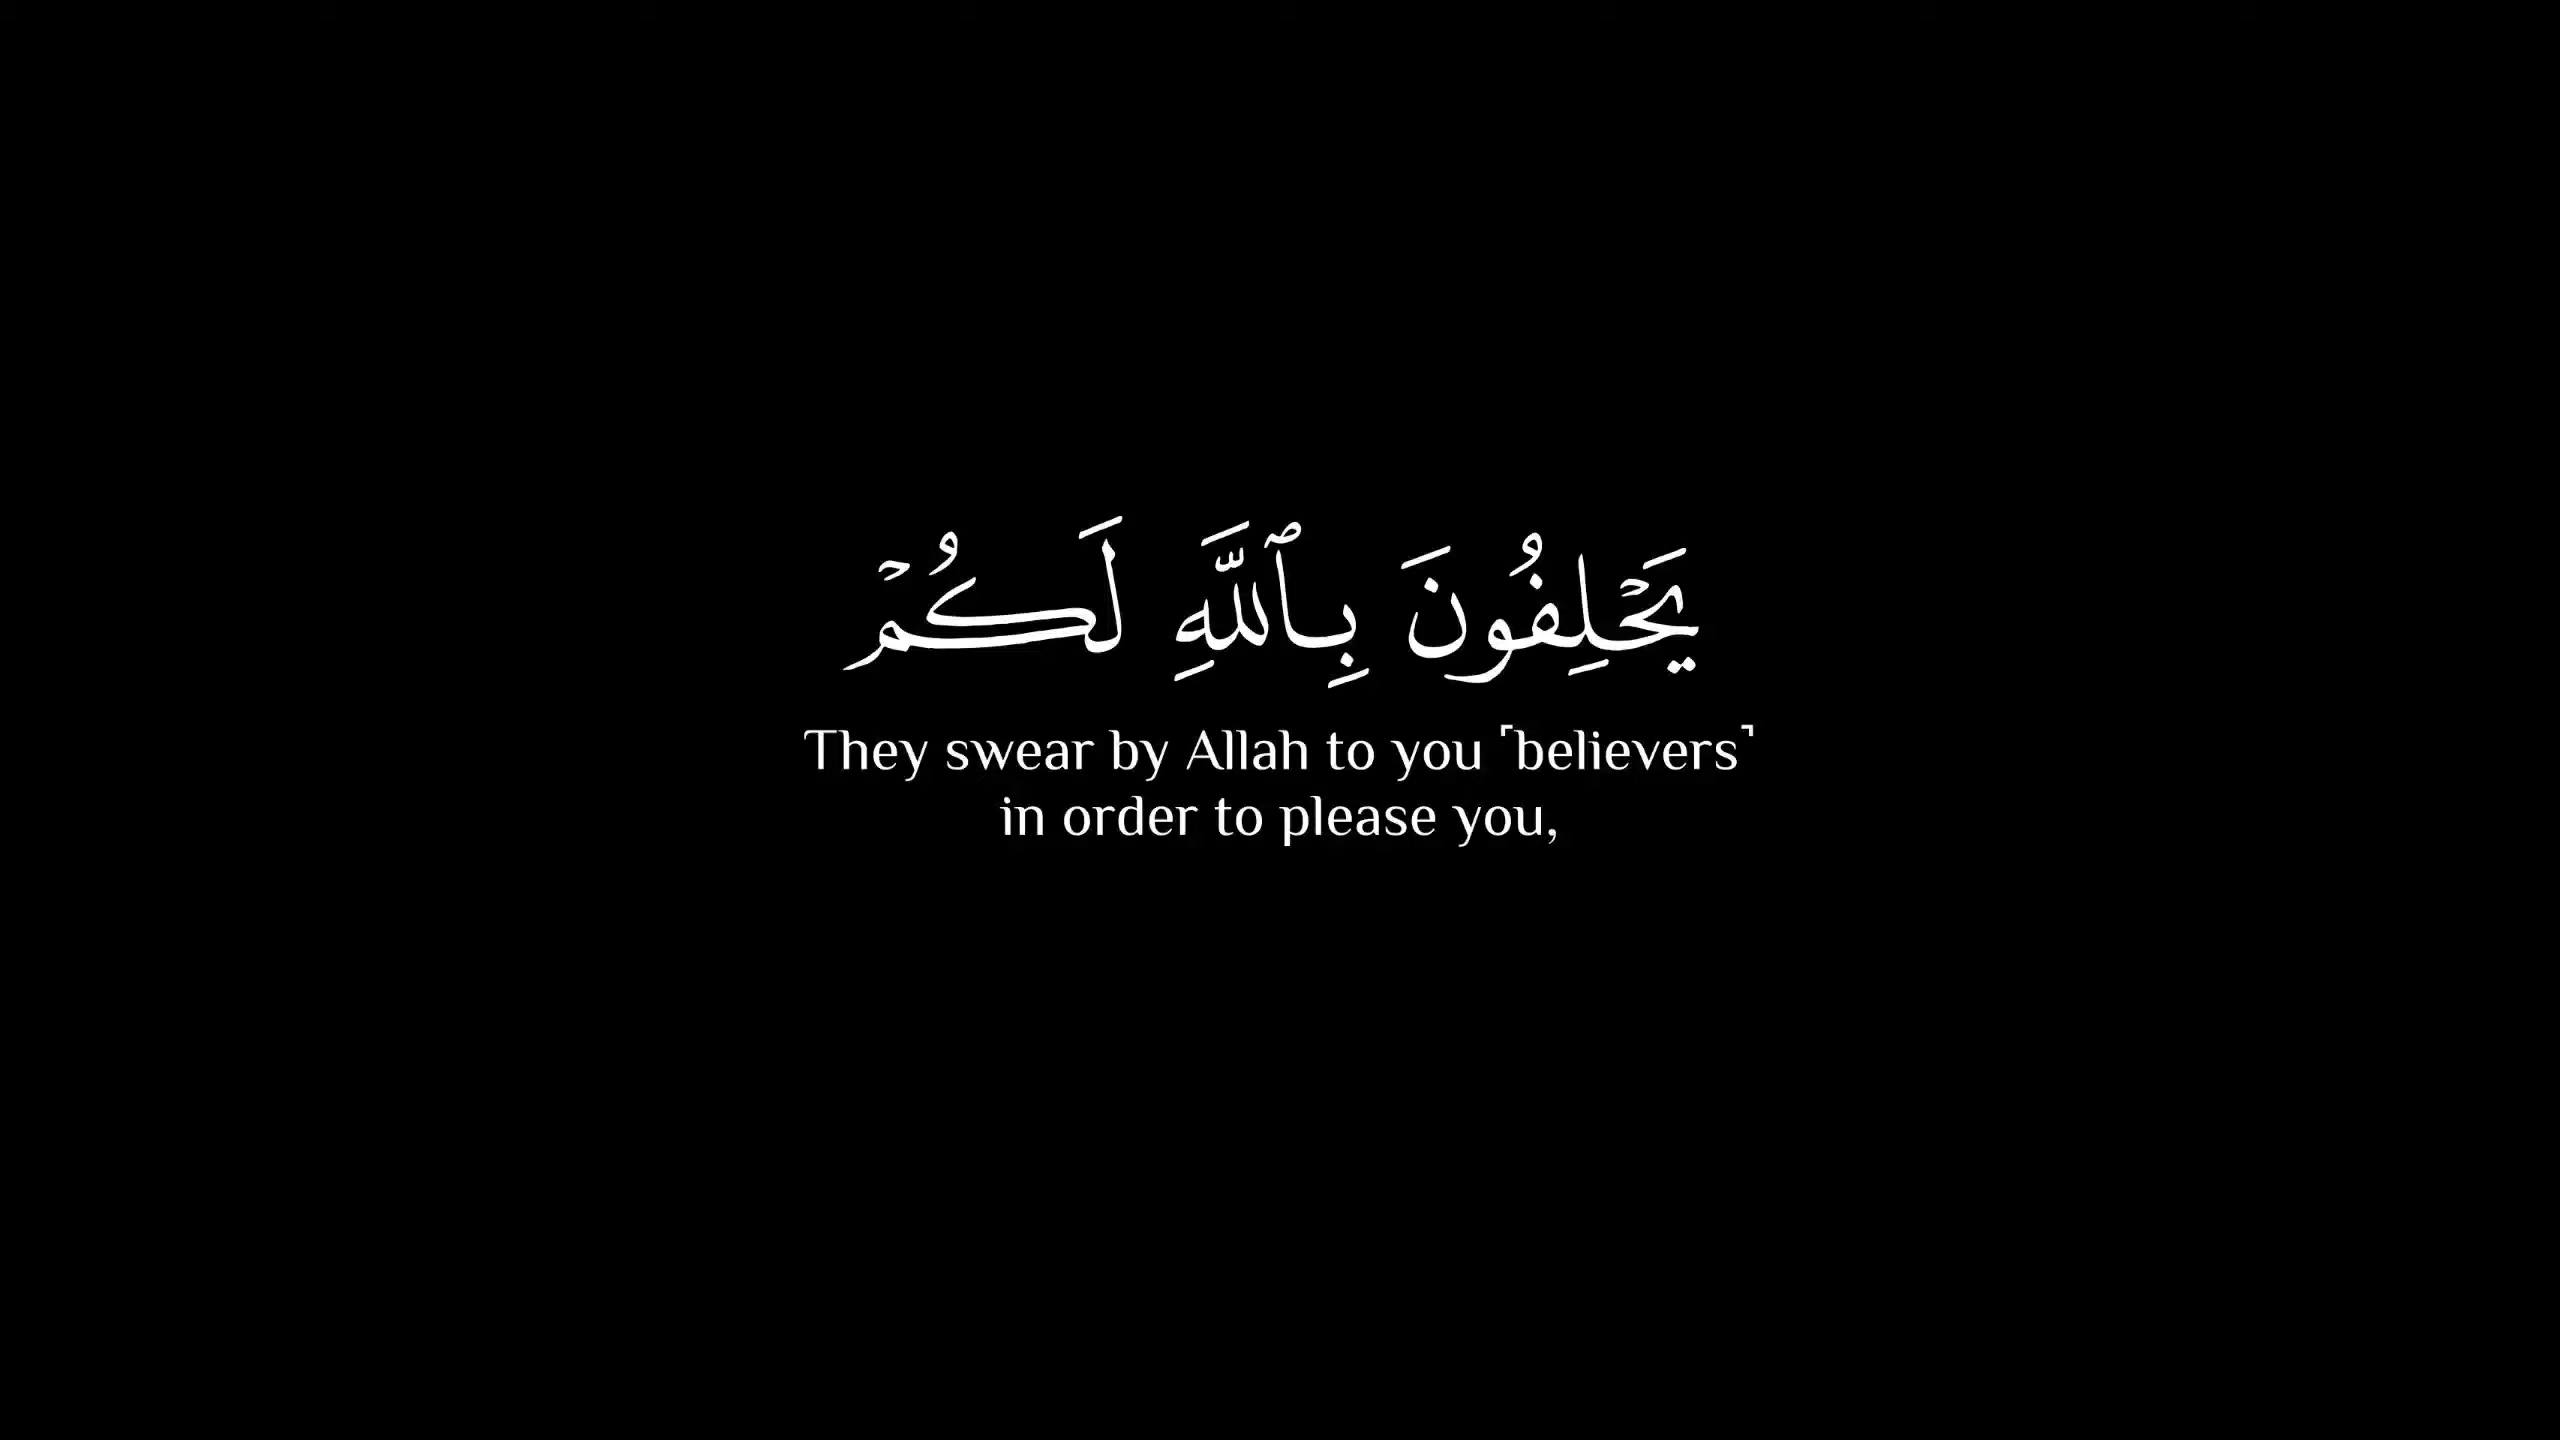 يَحْلِفُونَ بِٱللَّهِ لَكُمْ
They swear by Allah to you ˹believers˺
in order to please you,